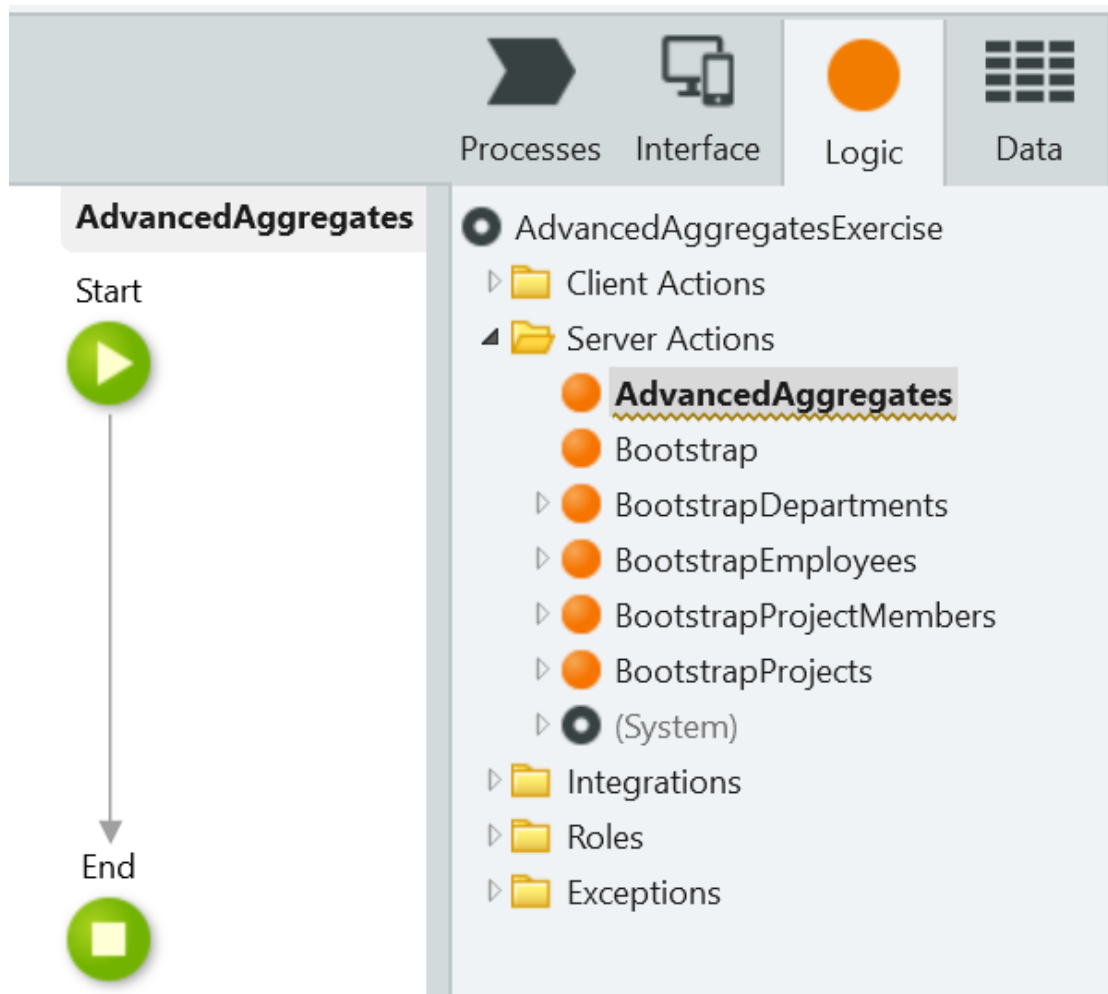 Processes
Interface
Logic
Data
AdvancedAggregates
Start
End
AdvancedAggregatesExercise
Client Actions
Server Actions
AdvancedAggregates
Bootstrap
BootstrapDepartments
BootstrapEmployees
BootstrapProjectMembers
BootstrapProjects
(System)
Integrations
Roles
Exceptions